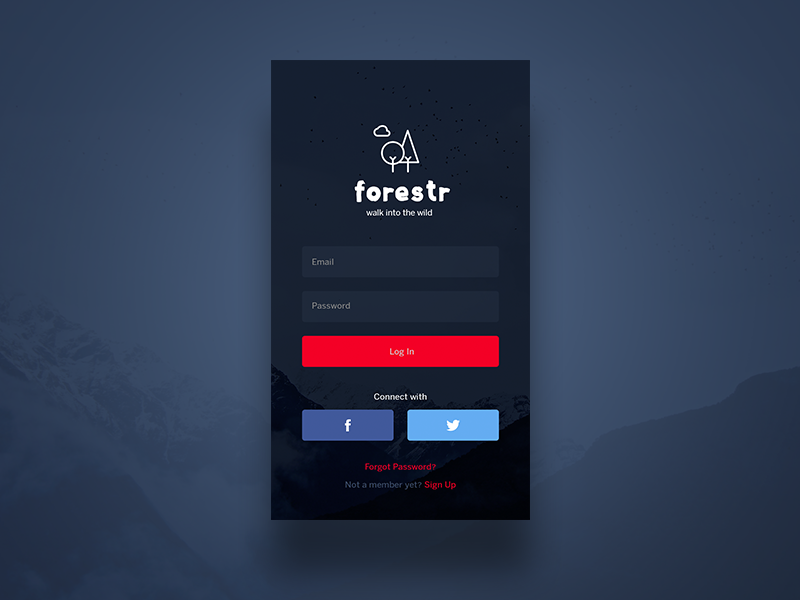 forestr
walk into the wild
Email
Password
Log In
Connect with
Forgot Password?
Not a member yet? Sign Up